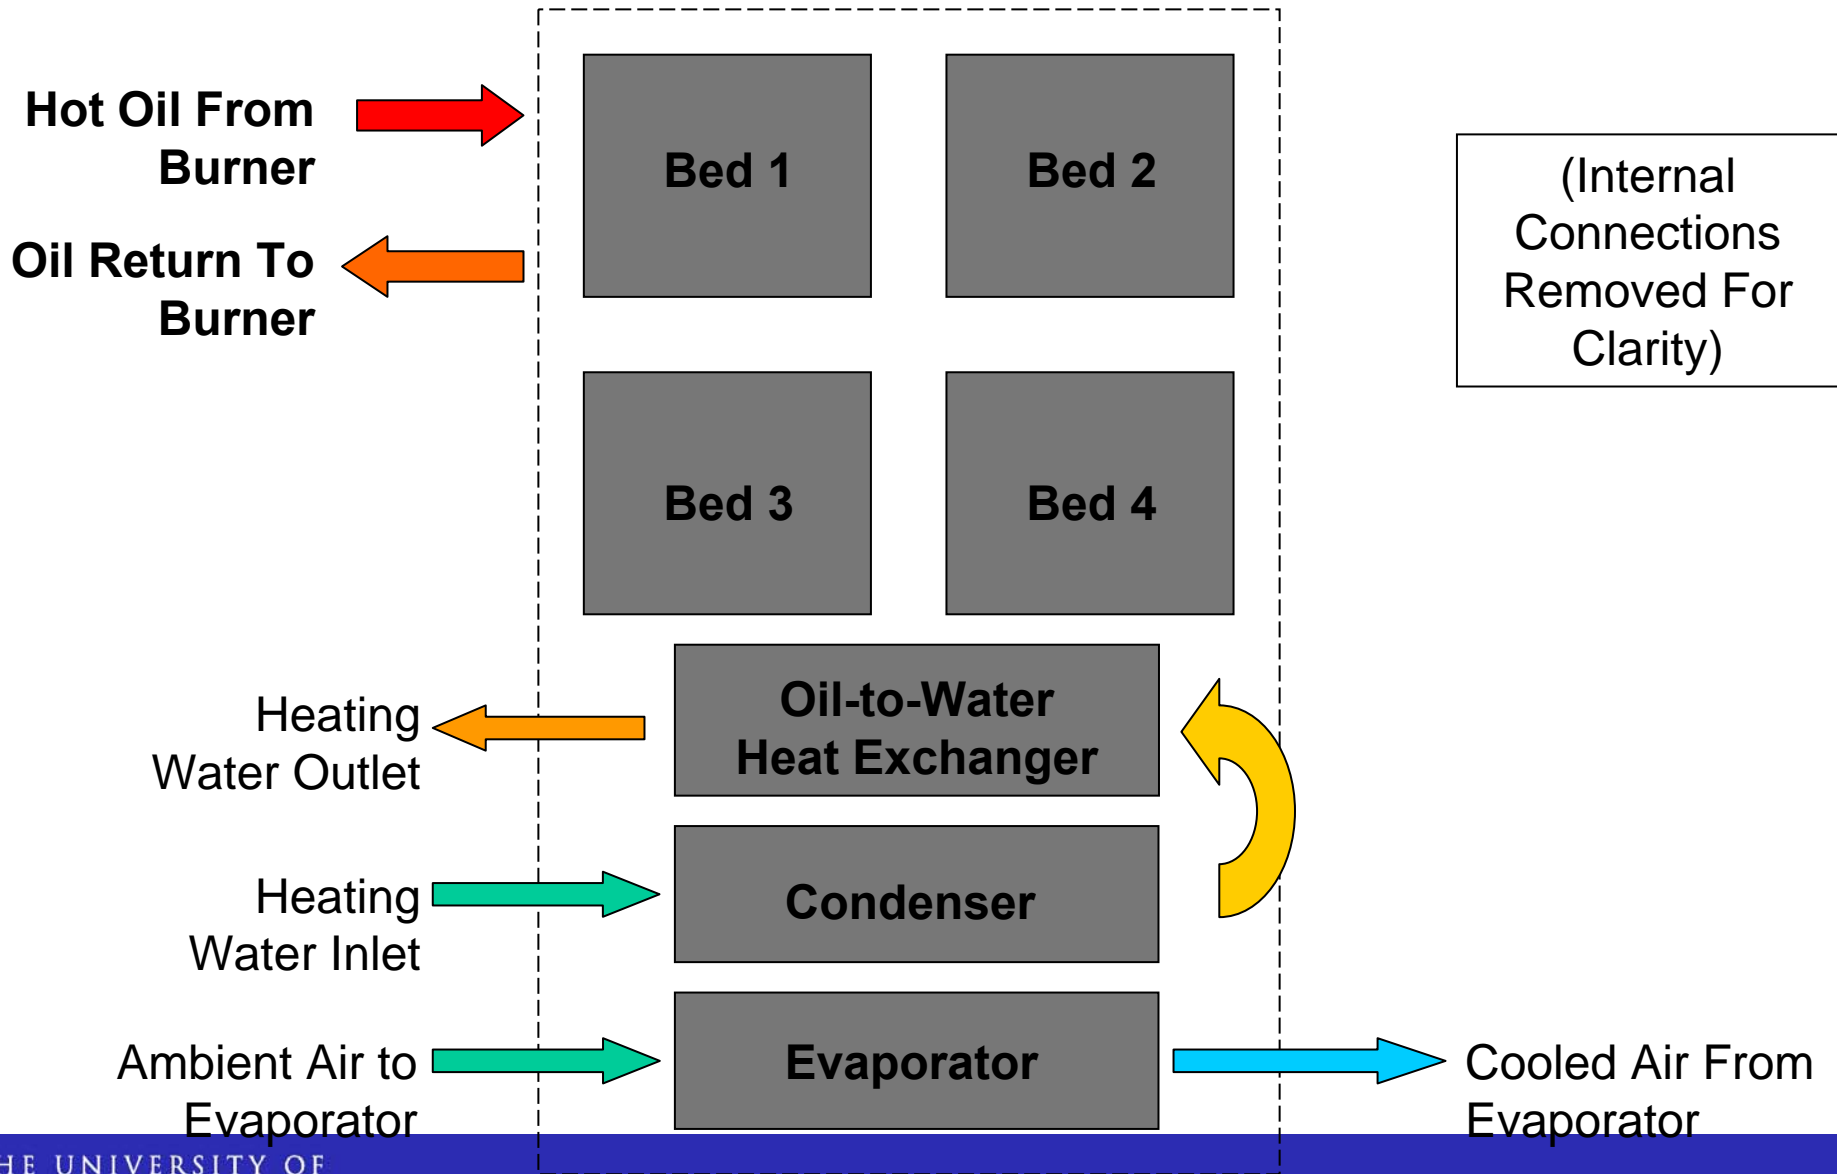 Hot Oil From
Burner
Bed 1
Bed 2
(Internal
Connections
Removed For
Clarity)
Oil Return To
Burner
Bed 3
Bed 4
Oil-to-Water
Heat Exchanger
Heating
Water Outlet
Heating
Water Inlet
Condenser
Ambient Air to
Evaporator
Evaporator
Cooled Air From
Evaporator
HE UNIVERSITY OF